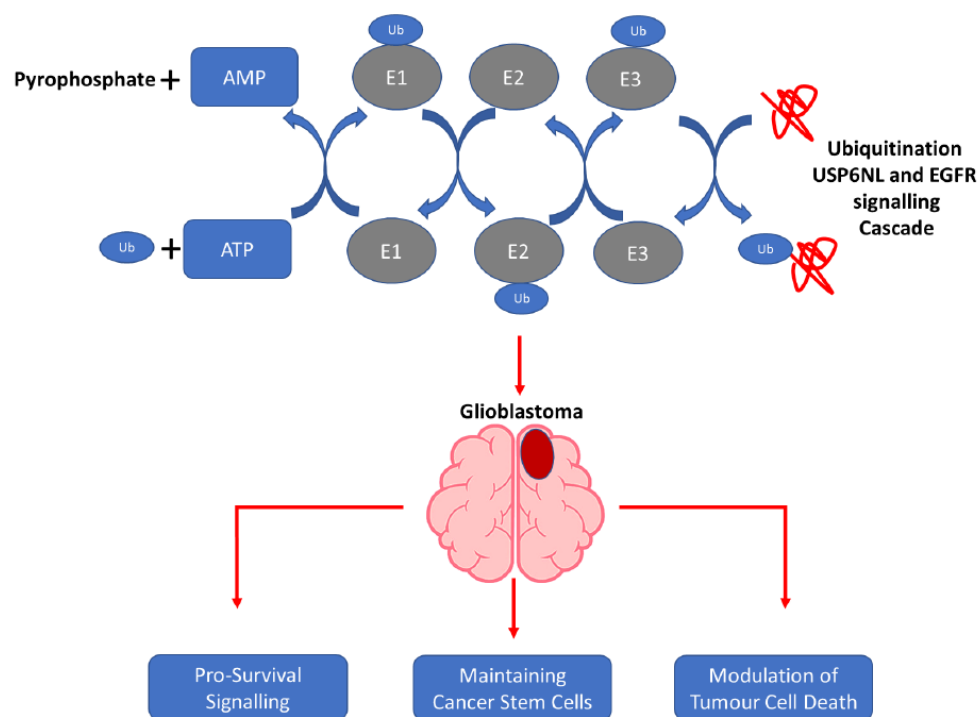 Ub
Ub
Pyrophosphate +
AMP
E1
E2
E3
Ubiquitination
USP6NL and EGFR
signalling
Cascade
Ub
+
ATP
E1
E2
E3
Ub
Ub
Glioblastoma
Pro-Survival
Signalling
Maintaining
Cancer Stem Cells
Modulation of
Tumour Cell Death